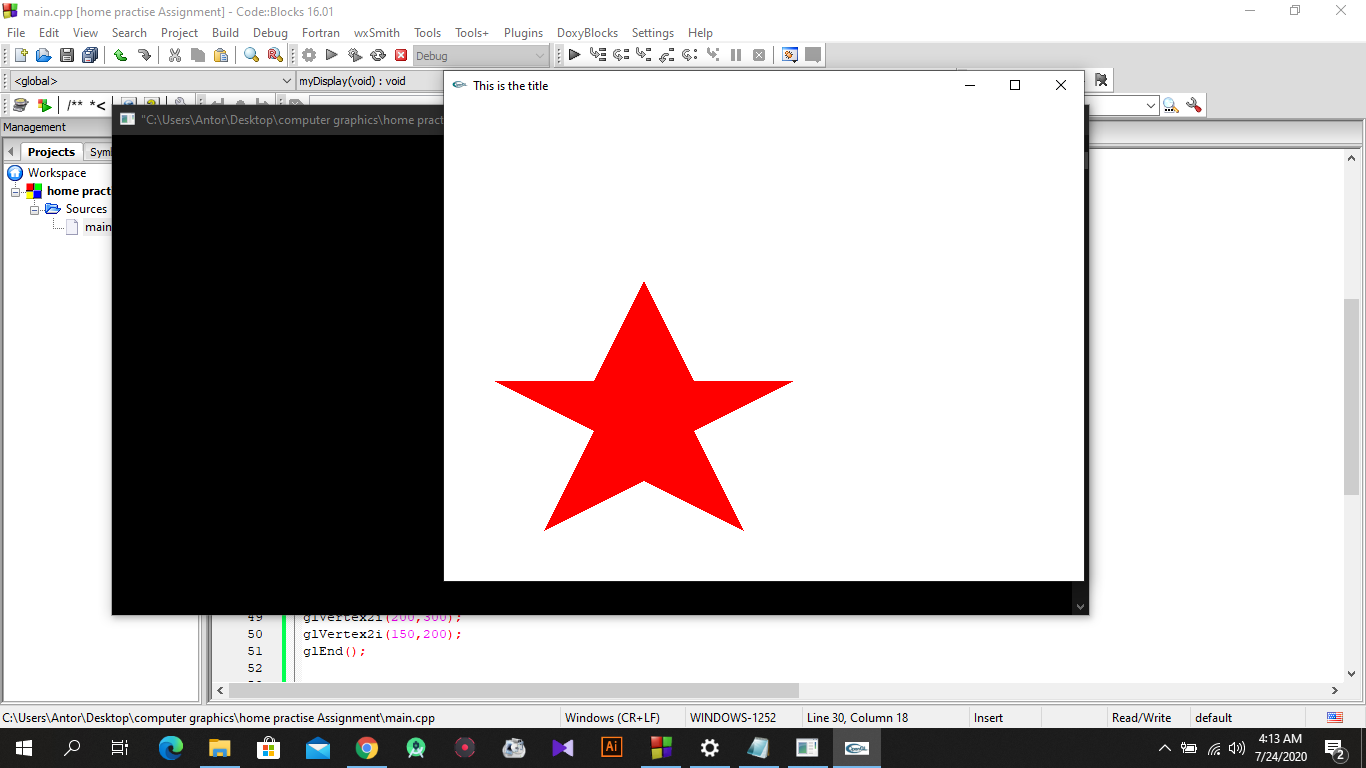 main.cpp [home practise Assignment] - Code::Blocks 16.01
File Edit View Search Project Build Debug Fortran wxSmith Tools Tools+ Plugins DoxyBlocks Settings Help
Debug
<global> myDisplay(void) : void
This is the title
/** *<
"C:\Users\Antor\Desktop\computer graphics\home pract
Management
Projects Sym
Workspace
home pract
Sources
main
49 glVertex2i(200,300);
50 glVertex2i(150,200);
51 glEnd();
52
C:\Users\Antor\Desktop\computer graphics\home practise Assignment\main.cpp Windows (CR+LF) WINDOWS-1252 Line 30, Column 18 Insert Read/Write default
Ai
4:13 AM
7/24/2020
2